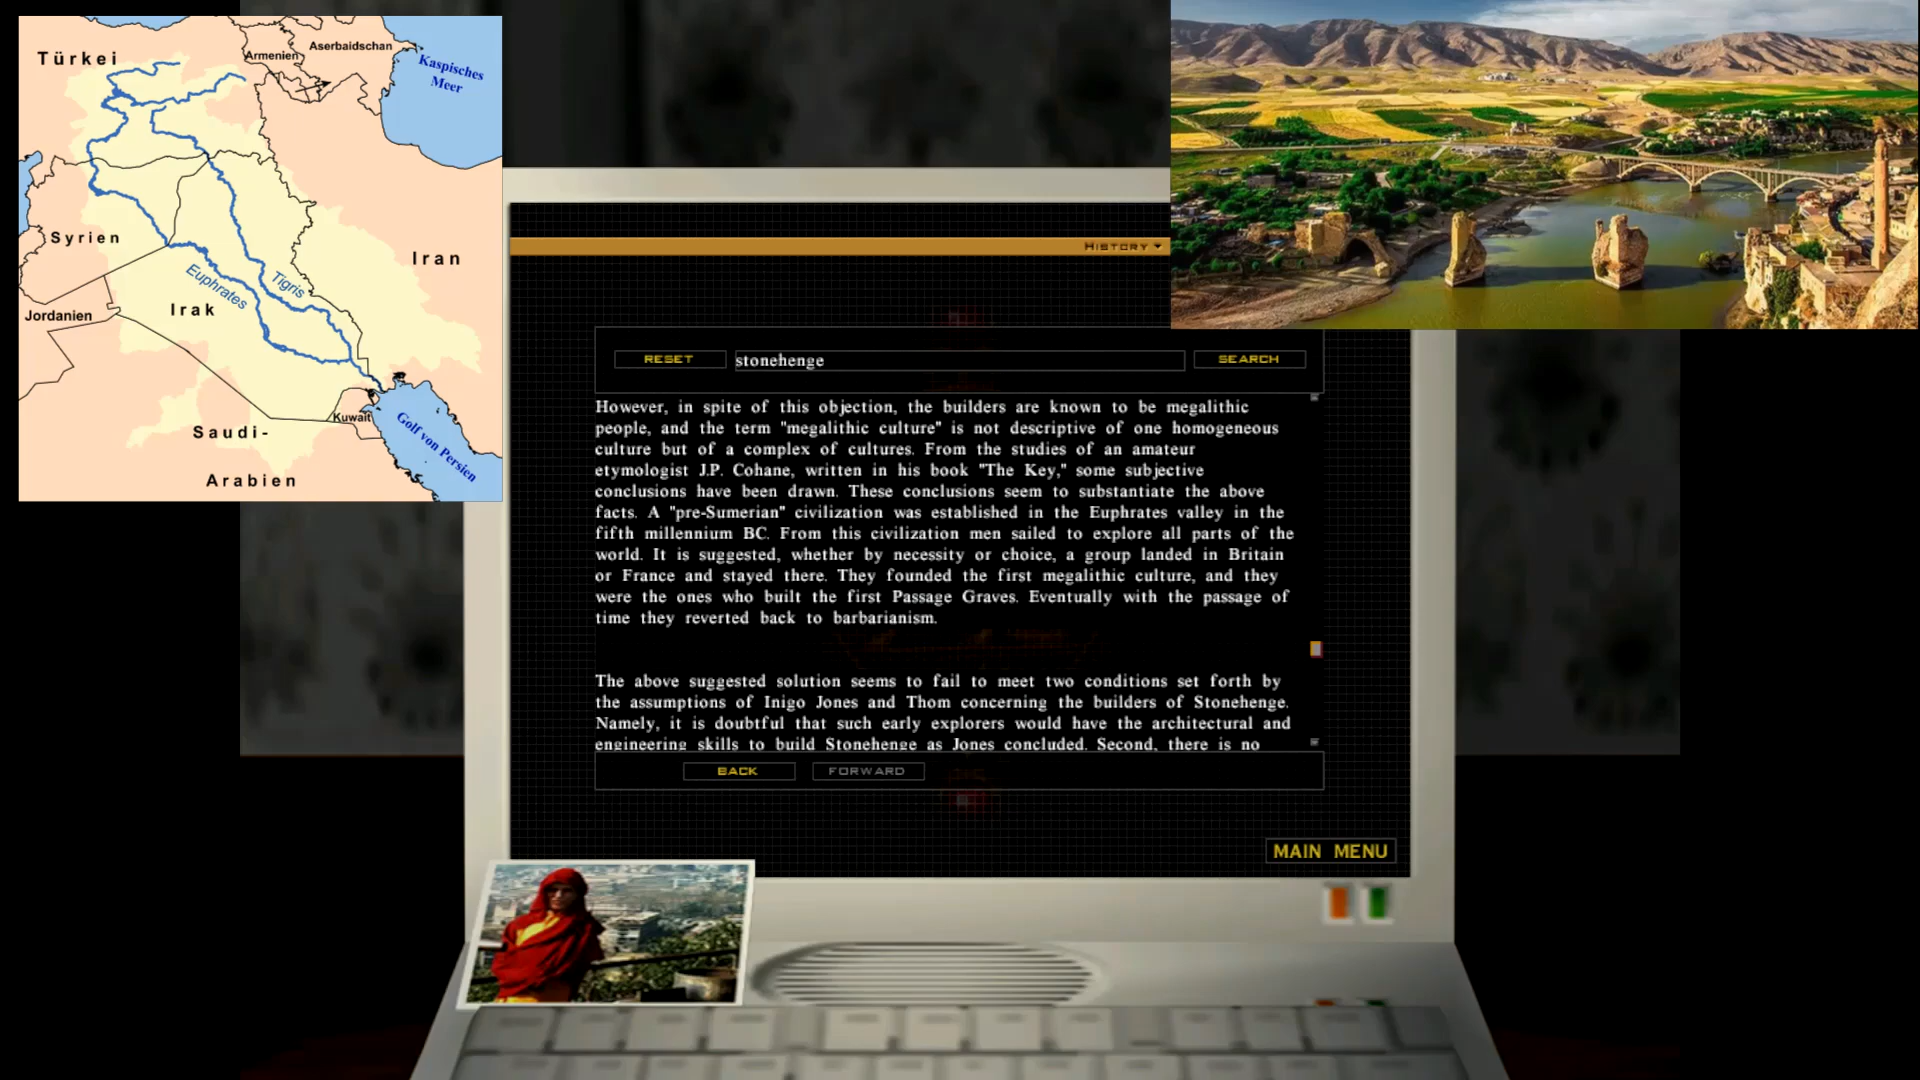 Türkei
Armenien
Aserbaidschan
Kaspisches
Meer
Syrien
Iran
Euphrates
Tigris
Irak
Jordanien
Kuwait
Golf von Persien
Saudi-
Arabien
HISTORY
RESET
stonehenge
SEARCH
However, in spite of this objection, the builders are known to be megalithic
people, and the term "megalithic culture" is not descriptive of one homogeneous
culture but of a complex of cultures. From the studies of an amateur
etymologist J.P. Cohane, written in his book "The Key," some subjective
conclusions have been drawn. These conclusions seem to substantiate the above
facts. A "pre-Sumerian" civilization was established in the Euphrates valley in the
fifth millennium BC. From this civilization men sailed to explore all parts of the
world. It is suggested, whether by necessity or choice, a group landed in Britain
or France and stayed there. They founded the first megalithic culture, and they
were the ones who built the first Passage Graves. Eventually with the passage of
time they reverted back to barbarianism.
The above suggested solution seems to fail to meet two conditions set forth by
the assumptions of Inigo Jones and Thom concerning the builders of Stonehenge.
Namely, it is doubtful that such early explorers would have the architectural and
engineering skills to build Stonehenge as Jones concluded. Second, there is no
BACK
FORWARD
MAIN MENU